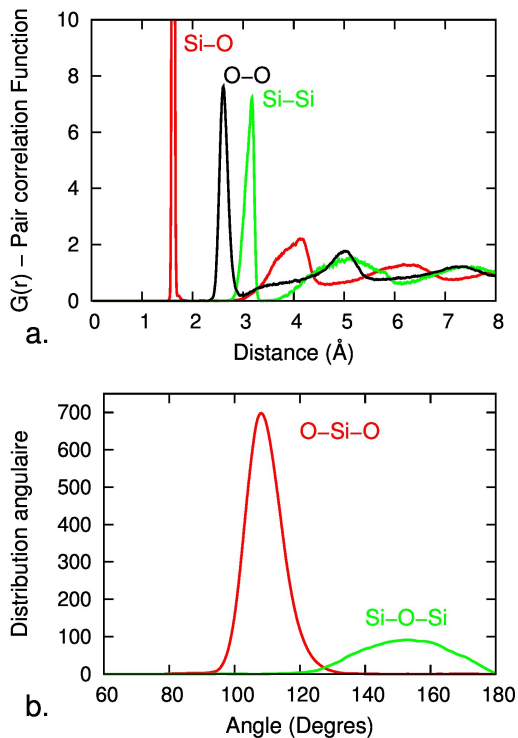 G(r) − Pair correlation Function
10
8
6
4
2
0
Si−O
O−O
Si−Si
0 1 2 3 4 5 6 7 8
Distance (Å)
a.
Distribution angulaire
700
600
500
400
300
200
100
0
O−Si−O
Si−O−Si
60 80 100 120 140 160 180
Angle (Degres)
b.